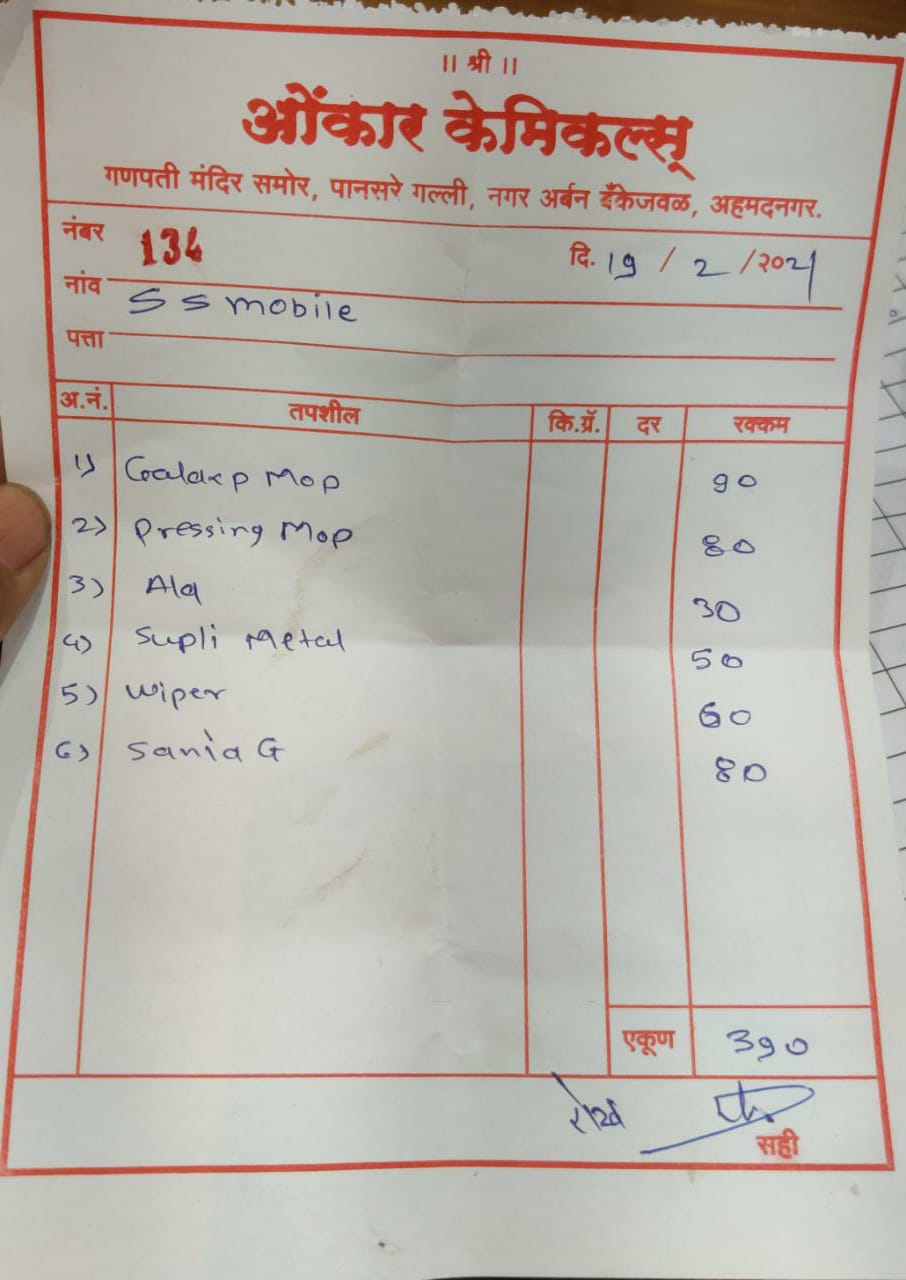 || श्री ||
ओंकार केमिकल्स्
गणपती मंदिर समोर, पानसरे गल्ली, नगर अर्बन बँकेजवळ, अहमदनगर.
नंबर 134 दि. 19 / 2 /२०21
नांव S S mobile
पत्ता
अ.नं. तपशील कि.ग्रॅ. दर रक्कम
1) Galaxp Mop 90
2) Pressing Mop 80
3) Ala 30
4) Supli Metal 50
5) wiper 60
6) Sania G 80
एकूण 390
रोख
सही